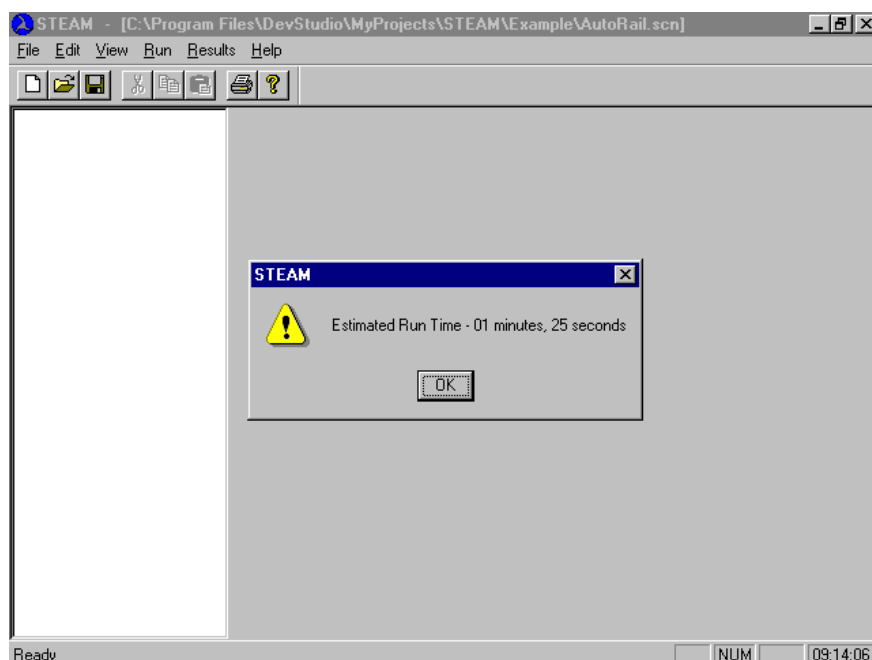 STEAM - [C:\Program Files\DevStudio\MyProjects\STEAM\Example\AutoRail.scn]
File Edit View Run Results Help
STEAM
Estimated Run Time - 01 minutes, 25 seconds
OK
Ready NUM 09:14:06